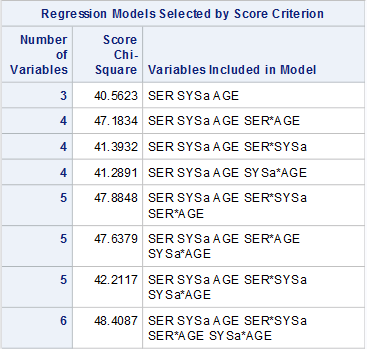 Regression Models Selected by Score Criterion
Number of Variables Score Chi-Square Variables Included in Model
3 40.5623 SER SYSa AGE
4 47.1834 SER SYSa AGE SER*AGE
4 41.3932 SER SYSa AGE SER*SYSa
4 41.2891 SER SYSa AGE SYSa*AGE
5 47.8848 SER SYSa AGE SER*SYSa
SER*AGE
5 47.6379 SER SYSa AGE SER*AGE
SYSa*AGE
5 42.2117 SER SYSa AGE SER*SYSa
SYSa*AGE
6 48.4087 SER SYSa AGE SER*SYSa
SER*AGE SYSa*AGE